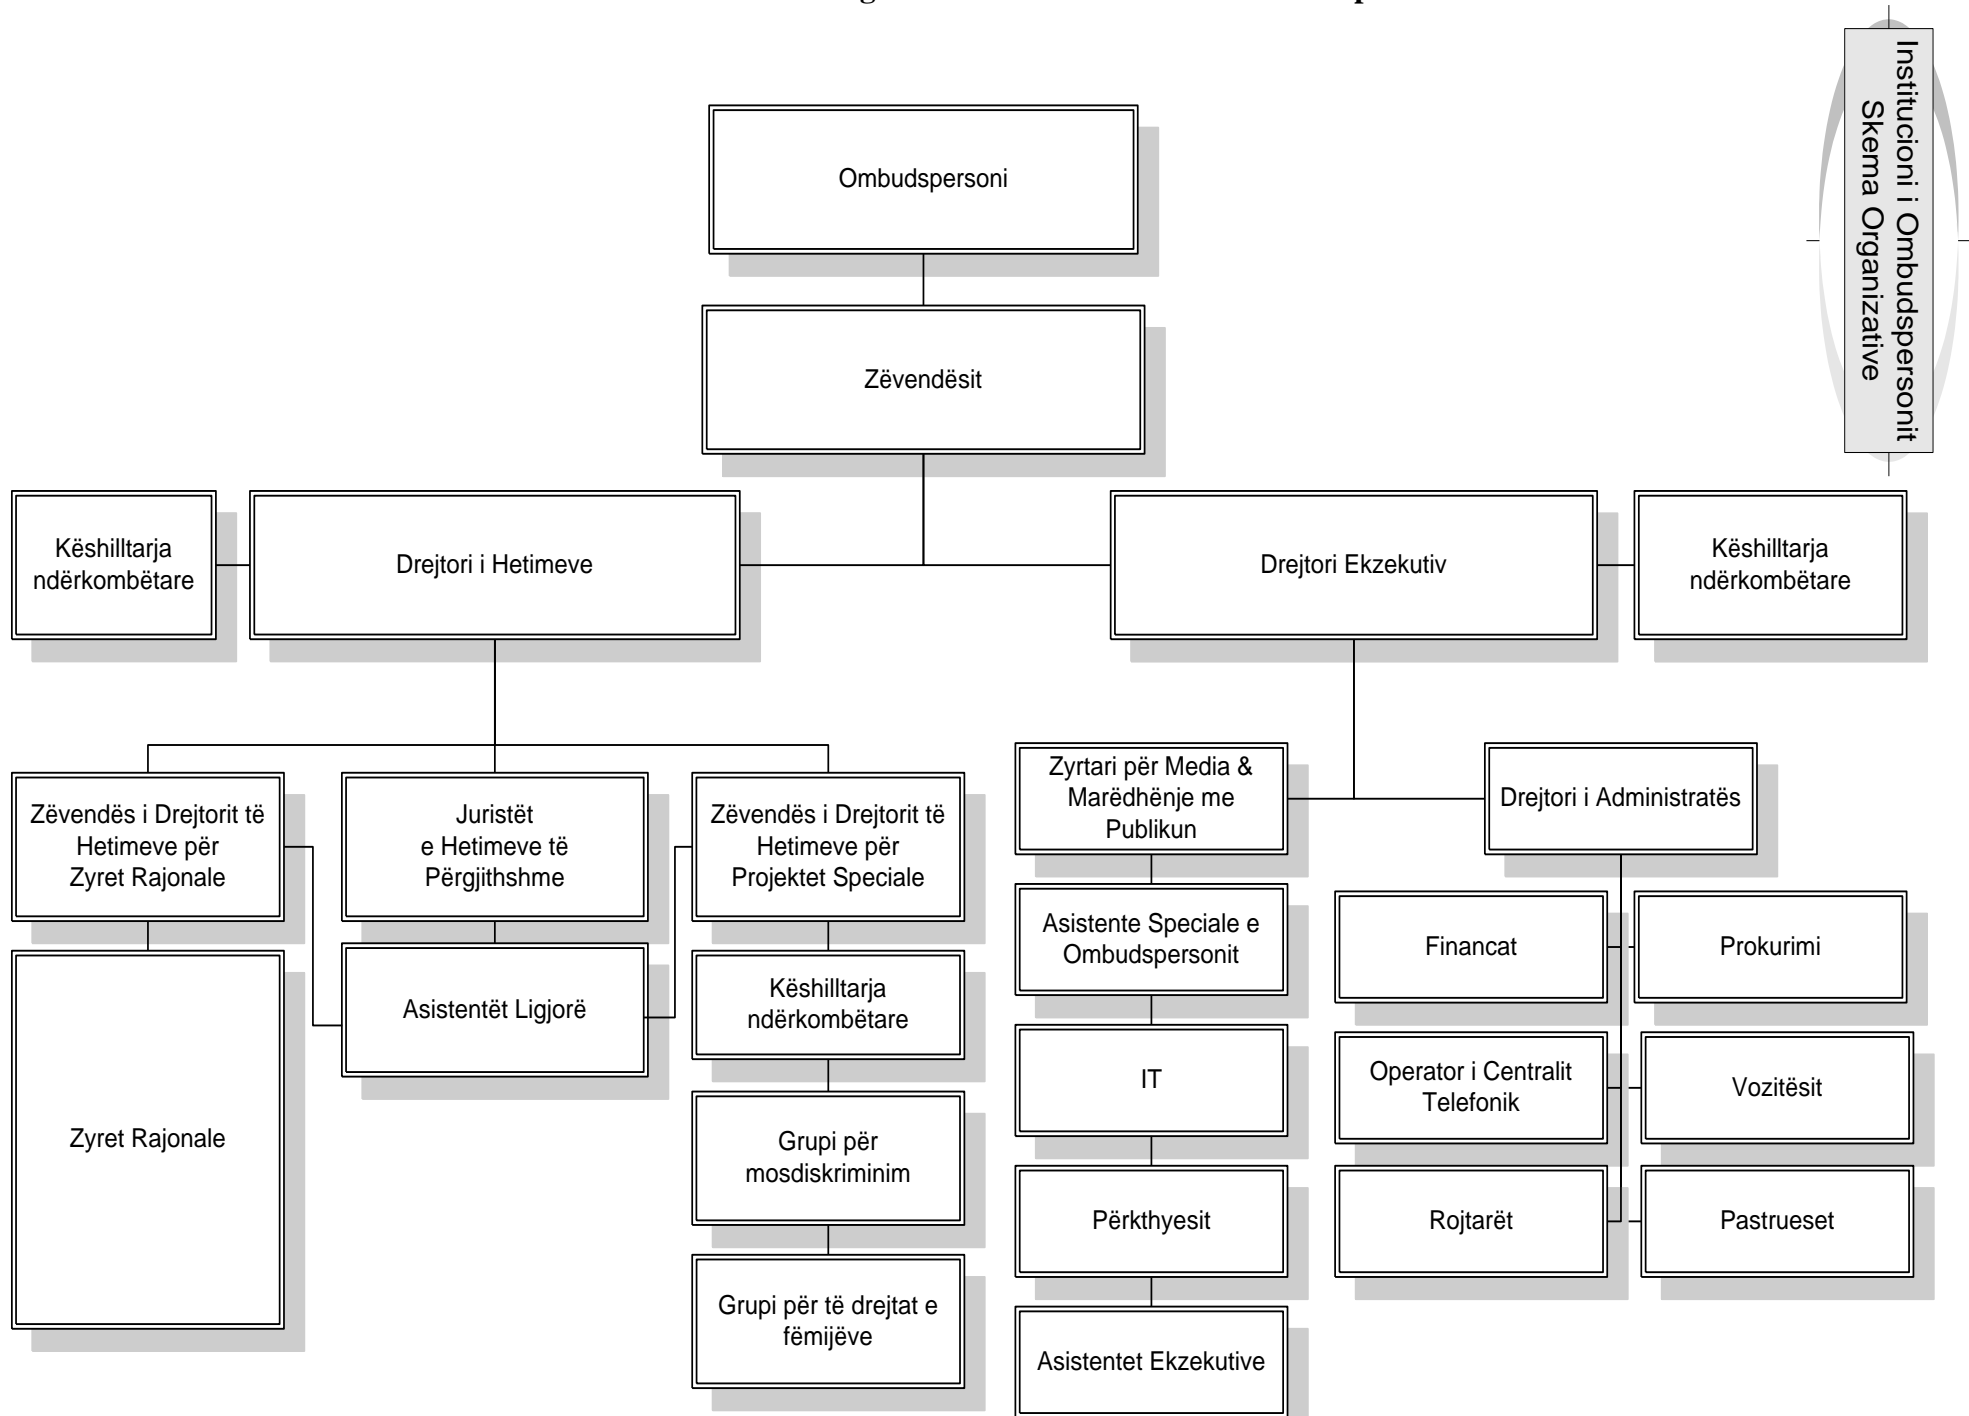 Institucioni i Ombudspersonit
Skema Organizative
Ombudspersoni
Zëvendësit
Këshilltarja
ndërkombëtare
Drejtori i Hetimeve
Drejtori Ekzekutiv
Këshilltarja
ndërkombëtare
Zëvendës i Drejtorit të
Hetimeve për
Zyret Rajonale
Juristët
e Hetimeve të
Përgjithshme
Zëvendës i Drejtorit të
Hetimeve për
Projektet Speciale
Zyrtari për Media &
Marëdhënje me
Publikun
Drejtori i Administratës
Zyret Rajonale
Asistentët Ligjorë
Këshilltarja
ndërkombëtare
Grupi për
mosdiskriminim
Grupi për të drejtat e
fëmijëve
Asistente Speciale e
Ombudspersonit
IT
Përkthyesit
Asistentet Ekzekutive
Financat
Prokurimi
Operator i Centralit
Telefonik
Vozitësit
Rojtarët
Pastrueset